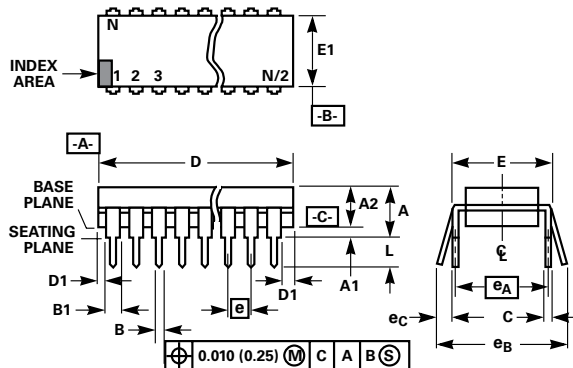 N
E1
INDEX
AREA
1 2 3
N/2
-B-
-A-
D
E
BASE
PLANE
-C-
A2
A
SEATING
PLANE
L
C
L
D1
D1
A1
eA
B1
e
eC
C
B
eB
0.010 (0.25) M C A B S